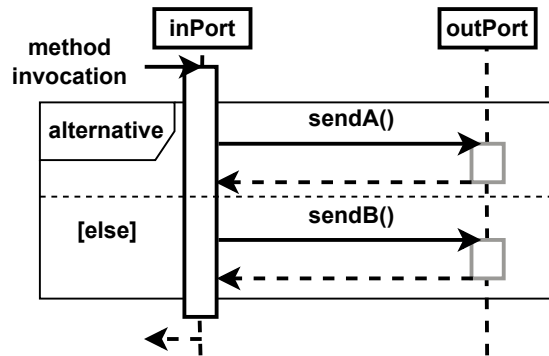 inPort
outPort
method
invocation
alternative
sendA()
[else]
sendB()